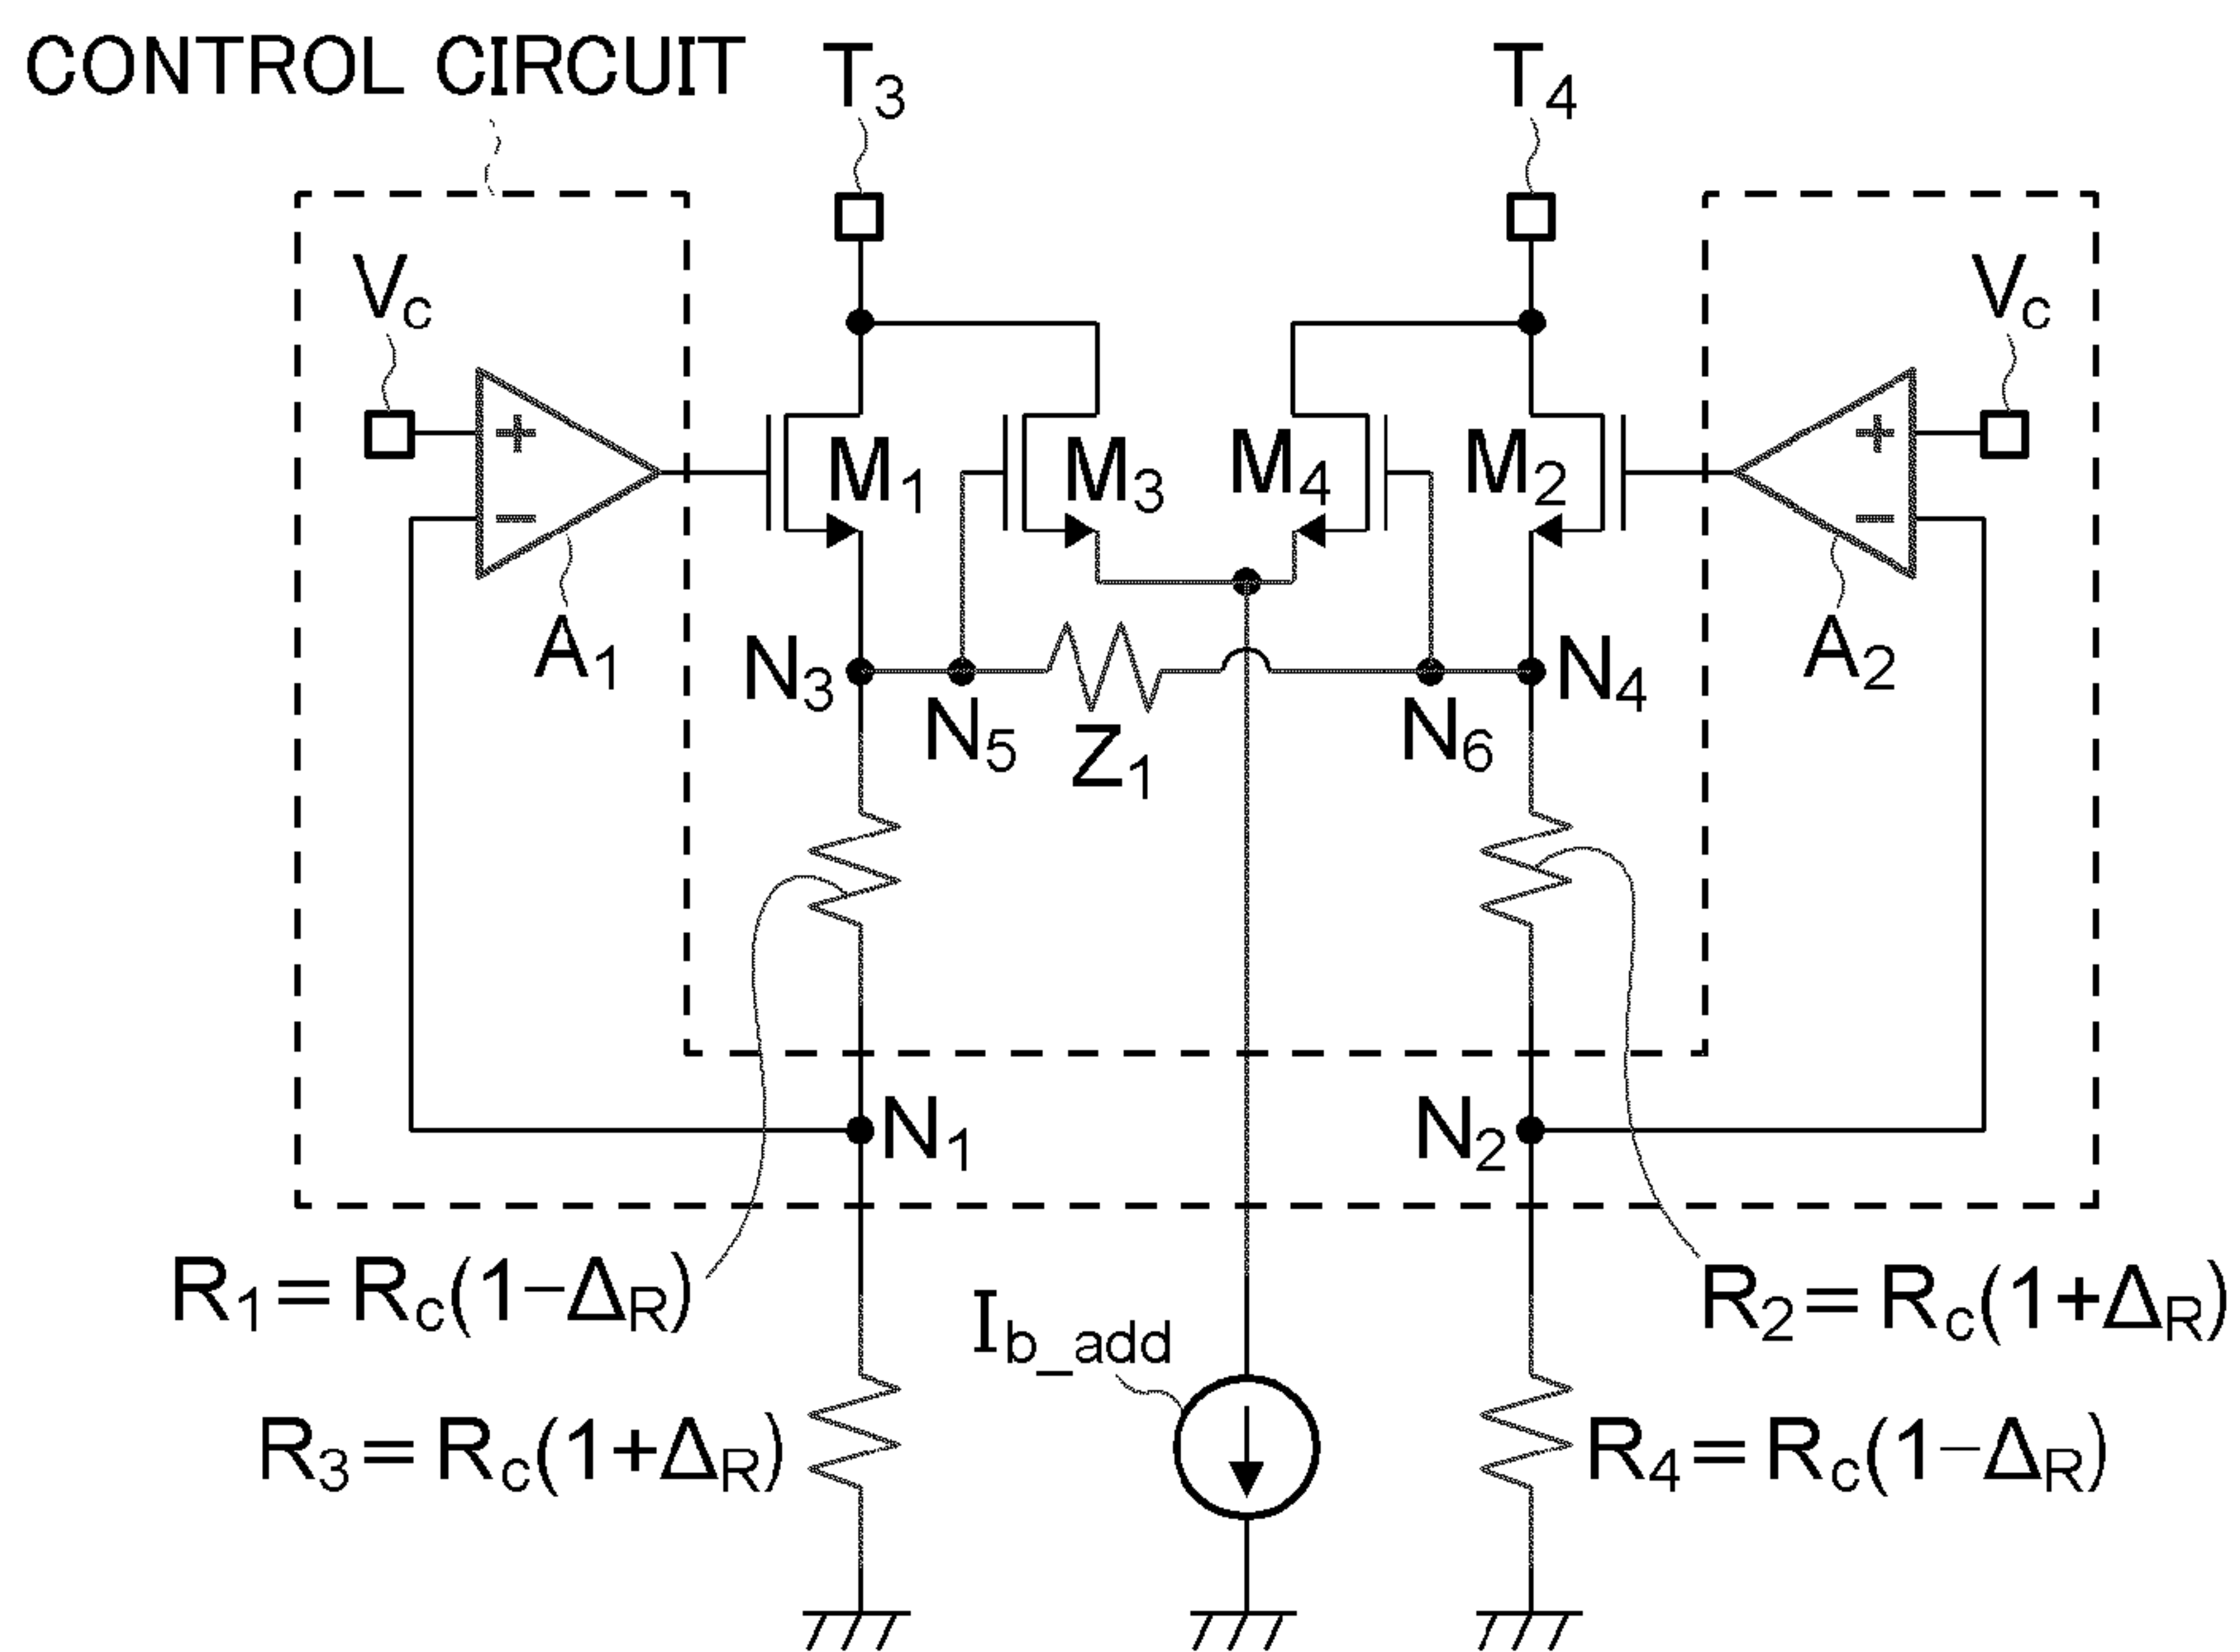 CONTROL CIRCUIT
T3
T4
Vc
Vc
+
+
M1
M3
M4
M2
−
−
A1
A2
N3
N4
N5
N6
Z1
N1
N2
R1=Rc(1−ΔR)
R2=Rc(1+ΔR)
Ib_add
R3=Rc(1+ΔR)
R4=Rc(1−ΔR)